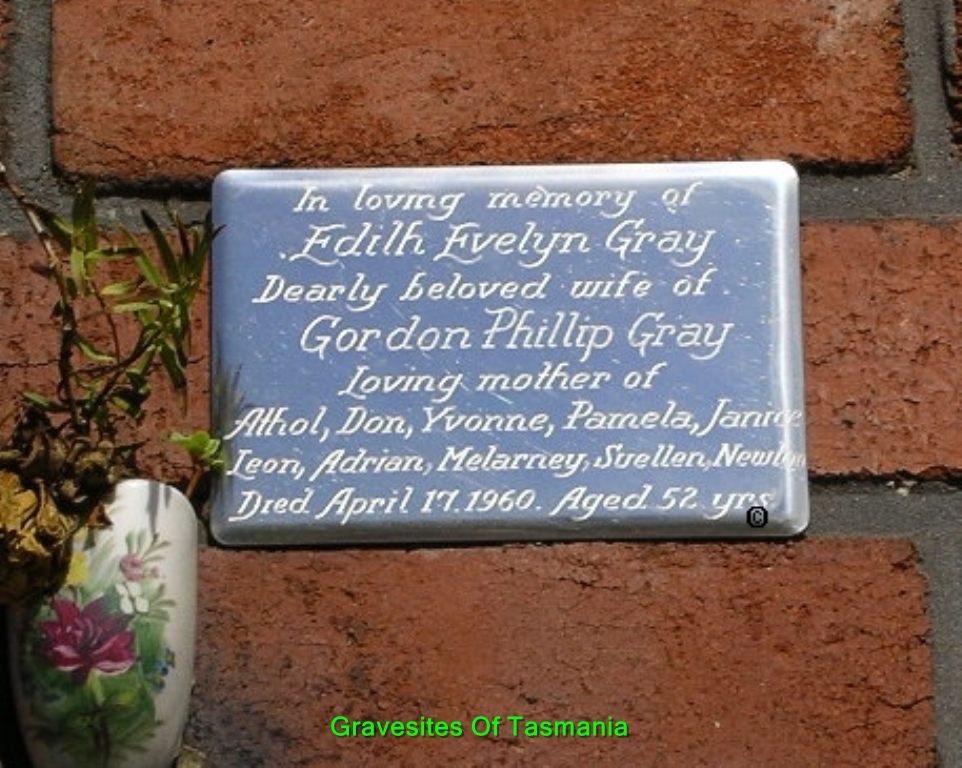 In loving memory of
Edith Evelyn Gray
Dearly beloved wife of
Gordon Phillip Gray
Loving mother of
Athol, Don, Yvonne, Pamela, Janice
Leon, Adrian, Melarney, Suellen, Newton
Died April 17. 1960. Aged 52 yrs
©
Gravesites Of Tasmania